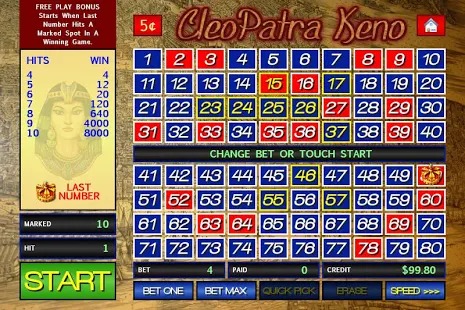 FREE PLAY BONUS
Starts When Last
Number Hits A
Marked Spot In A
Winning Game.
5¢
CleoPatra Keno
HITS WIN
4 4
5 12
6 20
7 120
8 640
9 4000
10 8000
LAST
NUMBER
1 2 3 4 5 6 7 8 9 10
11 12 13 14 15 16 17 18 19 20
21 22 23 24 25 26 27 28 29 30
31 32 33 34 35 36 37 38 39 40
CHANGE BET OR TOUCH START
41 42 43 44 45 46 47 48 49
51 52 53 54 55 56 57 58 59 60
61 62 63 64 65 66 67 68 69 70
71 72 73 74 75 76 77 78 79 80
MARKED 10
HIT 1
START
BET 4 PAID 0 CREDIT $99.80
BET ONE BET MAX QUICK PICK ERASE SPEED >>>